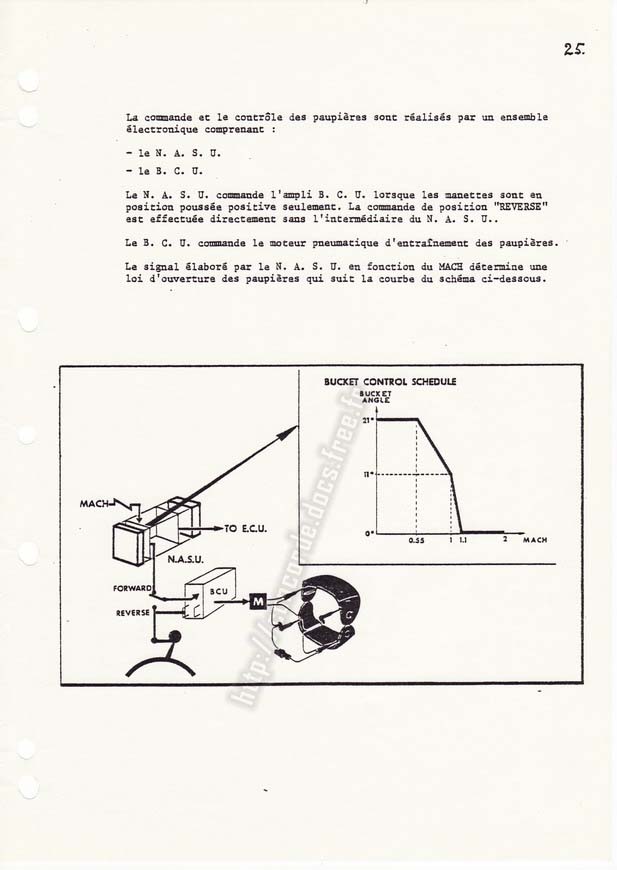 25.
La commande et le contrôle des paupières sont réalisés par un ensemble
électronique comprenant :
- le N. A. S. U.
- le B. C. U.
Le N. A. S. U. commande l'ampli B. C. U. lorsque les manettes sont en
position poussée positive seulement. La commande de position "REVERSE"
est effectuée directement sans l'intermédiaire du N. A. S. U..
Le B. C. U. commande le moteur pneumatique d'entraînement des paupières.
Le signal élaboré par le N. A. S. U. en fonction du MACH détermine une
loi d'ouverture des paupières qui suit la courbe du schéma ci-dessous.
BUCKET CONTROL SCHEDULE
BUCKET
ANGLE
21°
11°
0°
0.55 1 1.1 2 MACH
MACH
TO E.C.U.
N.A.S.U.
FORWARD
BCU
M
REVERSE
C
C
http://concorde.docs.free.fr